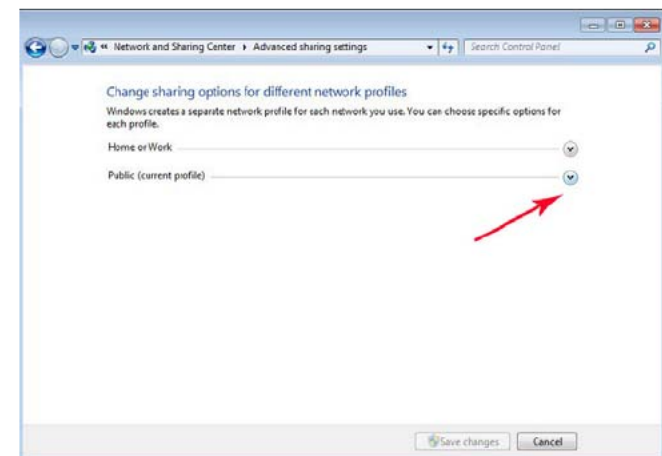 « Network and Sharing Center ▸ Advanced sharing settings Search Control Panel
Change sharing options for different network profiles
Windows creates a separate network profile for each network you use. You can choose specific options for
each profile.
Home or Work
Public (current profile)
Save changes Cancel